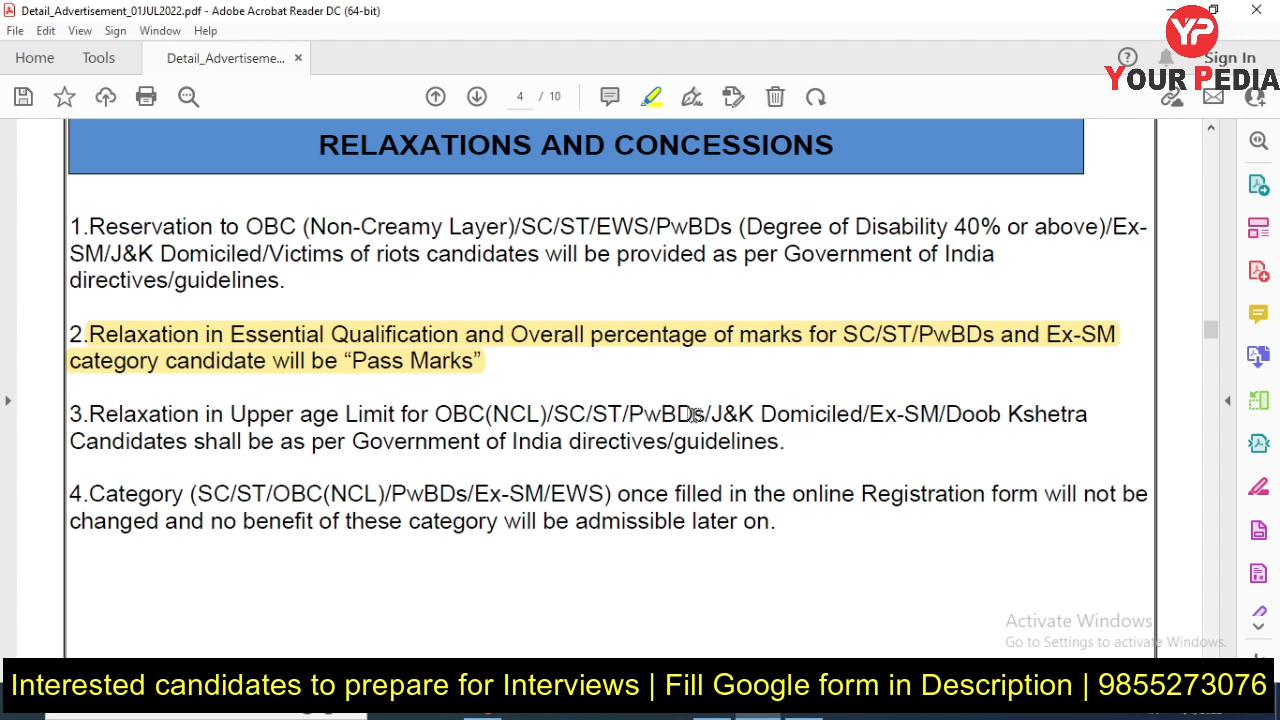 Detail_Advertisement_01JUL2022.pdf - Adobe Acrobat Reader DC (64-bit)
File Edit View Sign Window Help
Home Tools Detail_Advertiseme... ×
Sign In
YP
YOUR PEDIA
4 / 10
RELAXATIONS AND CONCESSIONS
1.Reservation to OBC (Non-Creamy Layer)/SC/ST/EWS/PwBDs (Degree of Disability 40% or above)/Ex-
SM/J&K Domiciled/Victims of riots candidates will be provided as per Government of India
directives/guidelines.
2.Relaxation in Essential Qualification and Overall percentage of marks for SC/ST/PwBDs and Ex-SM
category candidate will be “Pass Marks”
3.Relaxation in Upper age Limit for OBC(NCL)/SC/ST/PwBDs/J&K Domiciled/Ex-SM/Doob Kshetra
Candidates shall be as per Government of India directives/guidelines.
4.Category (SC/ST/OBC(NCL)/PwBDs/Ex-SM/EWS) once filled in the online Registration form will not be
changed and no benefit of these category will be admissible later on.
Activate Windows
Go to Settings to activate Windows.
Interested candidates to prepare for Interviews | Fill Google form in Description | 9855273076